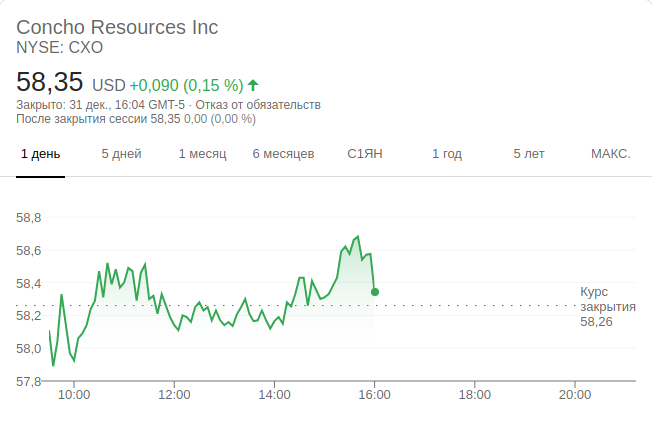 Concho Resources Inc
NYSE: CXO
58,35 USD +0,090 (0,15 %)
Закрыто: 31 дек., 16:04 GMT-5 · Отказ от обязательств
После закрытия сессии 58,35 0,00 (0,00 %)
1 день 5 дней 1 месяц 6 месяцев С1ЯН 1 год 5 лет МАКС.
58,8
58,6
58,4
58,2
58,0
57,8
Курс
закрытия
58,26
10:00 12:00 14:00 16:00 18:00 20:00